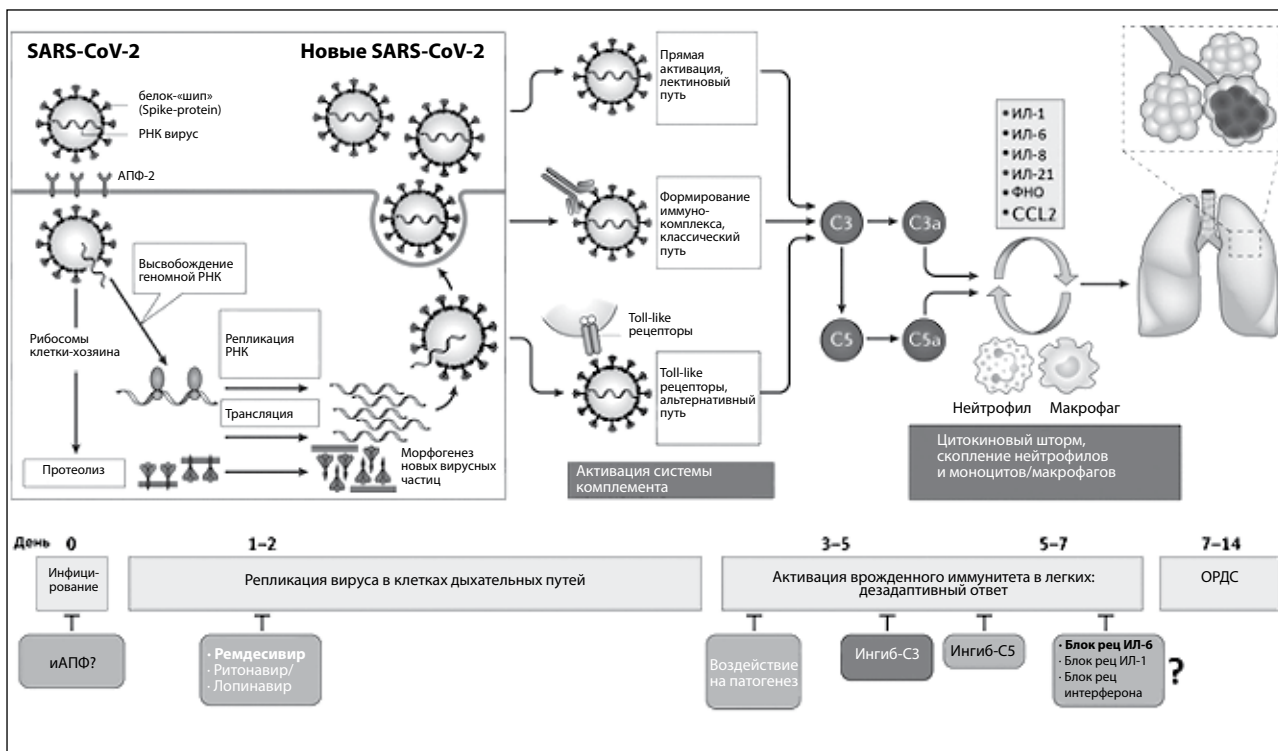 SARS-CoV-2
Новые SARS-CoV-2
белок-«шип»
(Spike-protein)
РНК вирус
АПФ-2
Высвобождение
геномной РНК
Рибосомы
клетки-хозяина
Репликация
РНК
Трансляция
Протеолиз
Морфогенез
новых вирусных
частиц
Прямая
активация,
лектиновый
путь
Формирование
иммуно-
комплекса,
классический
путь
Toll-like
рецепторы
Toll-like
рецепторы,
альтернативный
путь
Активация системы
комплемента
C3
C3a
C5
C5a
• ИЛ-1
• ИЛ-6
• ИЛ-8
• ИЛ-21
• ФНО
• CCL2
Нейтрофил
Макрофаг
Цитокиновый шторм,
скопление нейтрофилов
и моноцитов/макрофагов
День 0
1–2
3–5
5–7
7–14
Инфици-
рование
Репликация вируса в клетках дыхательных путей
Активация врожденного иммунитета в легких:
дезадаптивный ответ
ОРДС
иАПФ?
· Ремдесивир
· Ритонавир/
· Лопинавир
Воздействие
на патогенез
Ингиб-С3
Ингиб-С5
· Блок рец ИЛ-6
· Блок рец ИЛ-1
· Блок рец
интерферона
?